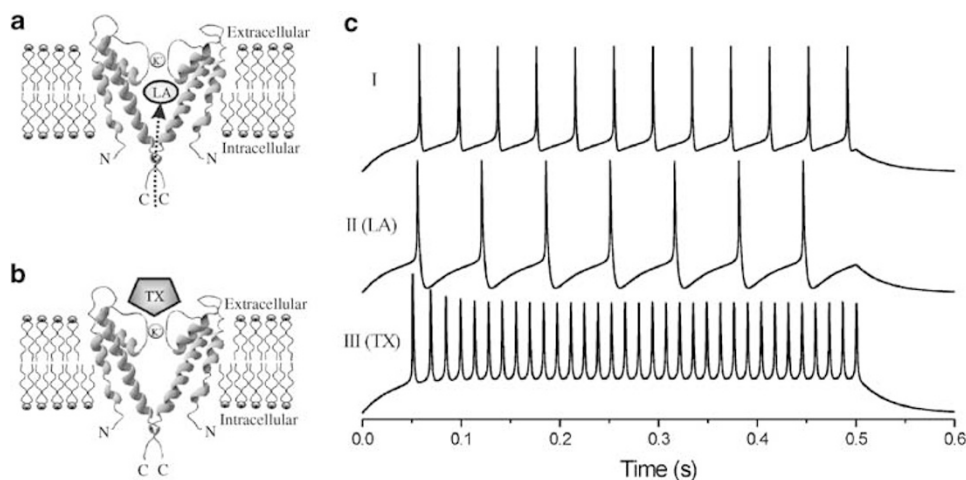 a
Extracellular
K
LA
Intracellular
N N
C C
b
TX
Extracellular
K
Intracellular
N N
C C
c
I
II (LA)
III (TX)
0.0 0.1 0.2 0.3 0.4 0.5 0.6
Time (s)